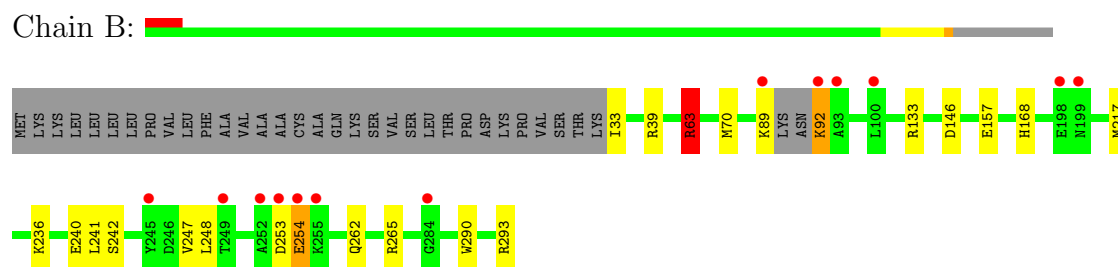 Chain B:
MET LYS LYS LEU LEU LEU LEU PRO VAL LEU PHE ALA VAL ALA ALA CYS ALA GLN LYS SER VAL SER LEU THR PRO ASP LYS PRO VAL SER THR LYS I33 R39 R63 M70 K89 LYS ASN K92 A93 L100 R133 D146 E157 H168 E198 N199 M217
K236 E240 L241 S242 Y245 D246 V247 L248 T249 A252 D253 E254 K255 Q262 R265 G284 W290 R293